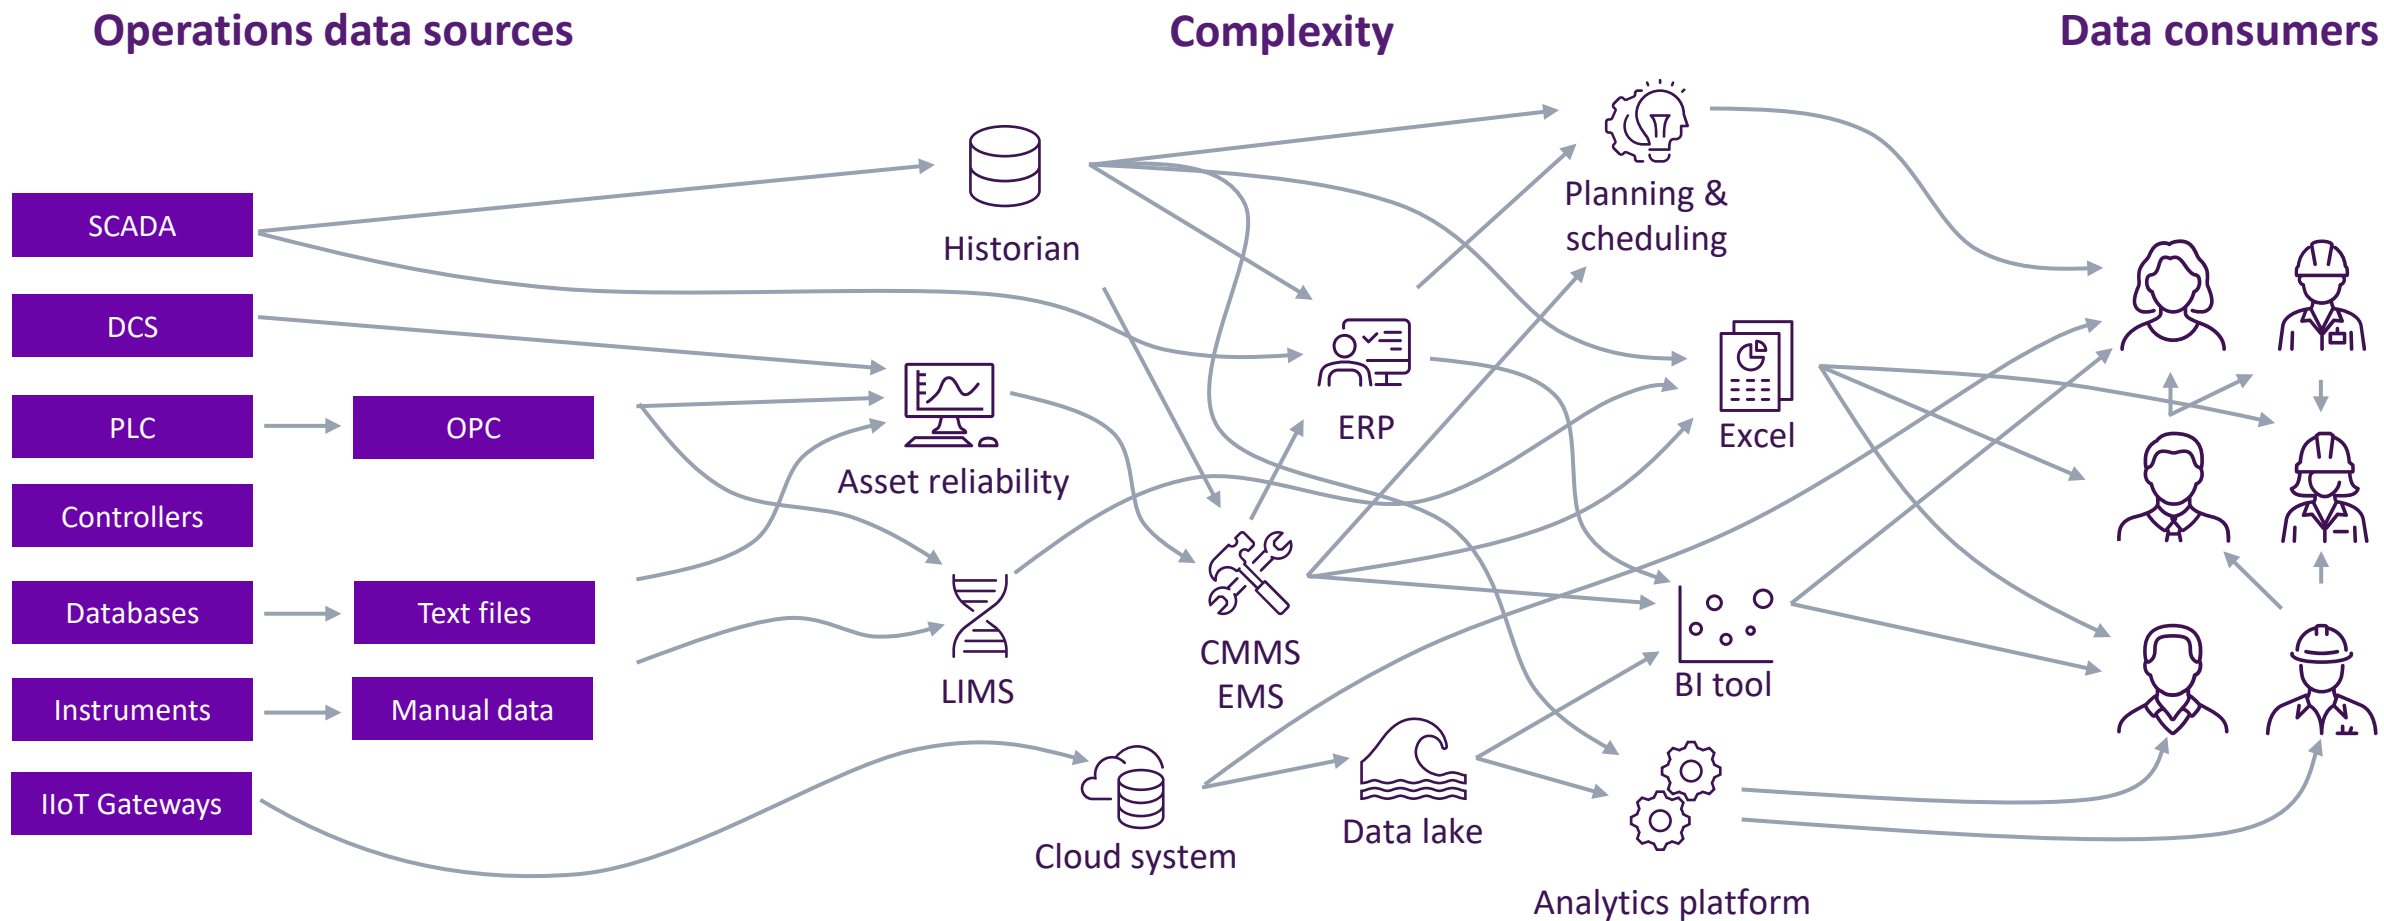 Operations data sources
Complexity
Data consumers
SCADA
DCS
PLC
OPC
Controllers
Databases
Text files
Instruments
Manual data
IIoT Gateways
Historian
Asset reliability
LIMS
Cloud system
CMMS
EMS
ERP
Data lake
Planning &
scheduling
Excel
BI tool
Analytics platform